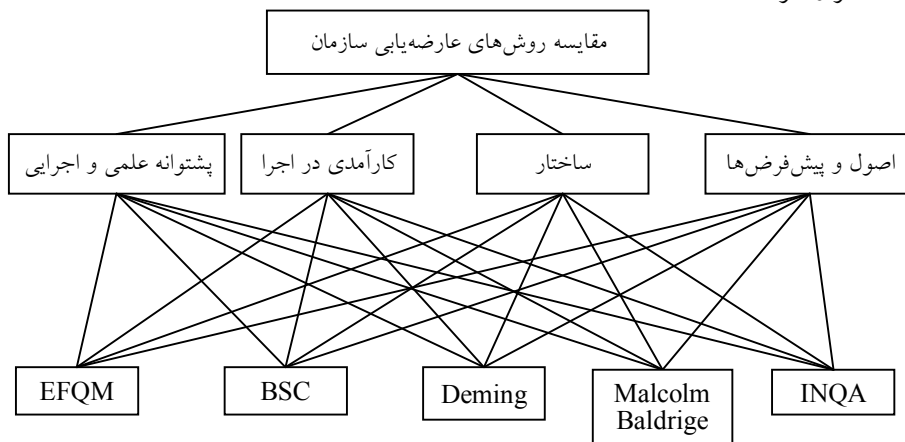 مقایسه روش‌های عارضه‌یابی سازمان
اصول و پیش‌فرض‌ها
ساختار
کارآمدی در اجرا
پشتوانه علمی و اجرایی
EFQM
BSC
Deming
Malcolm
Baldrige
INQA